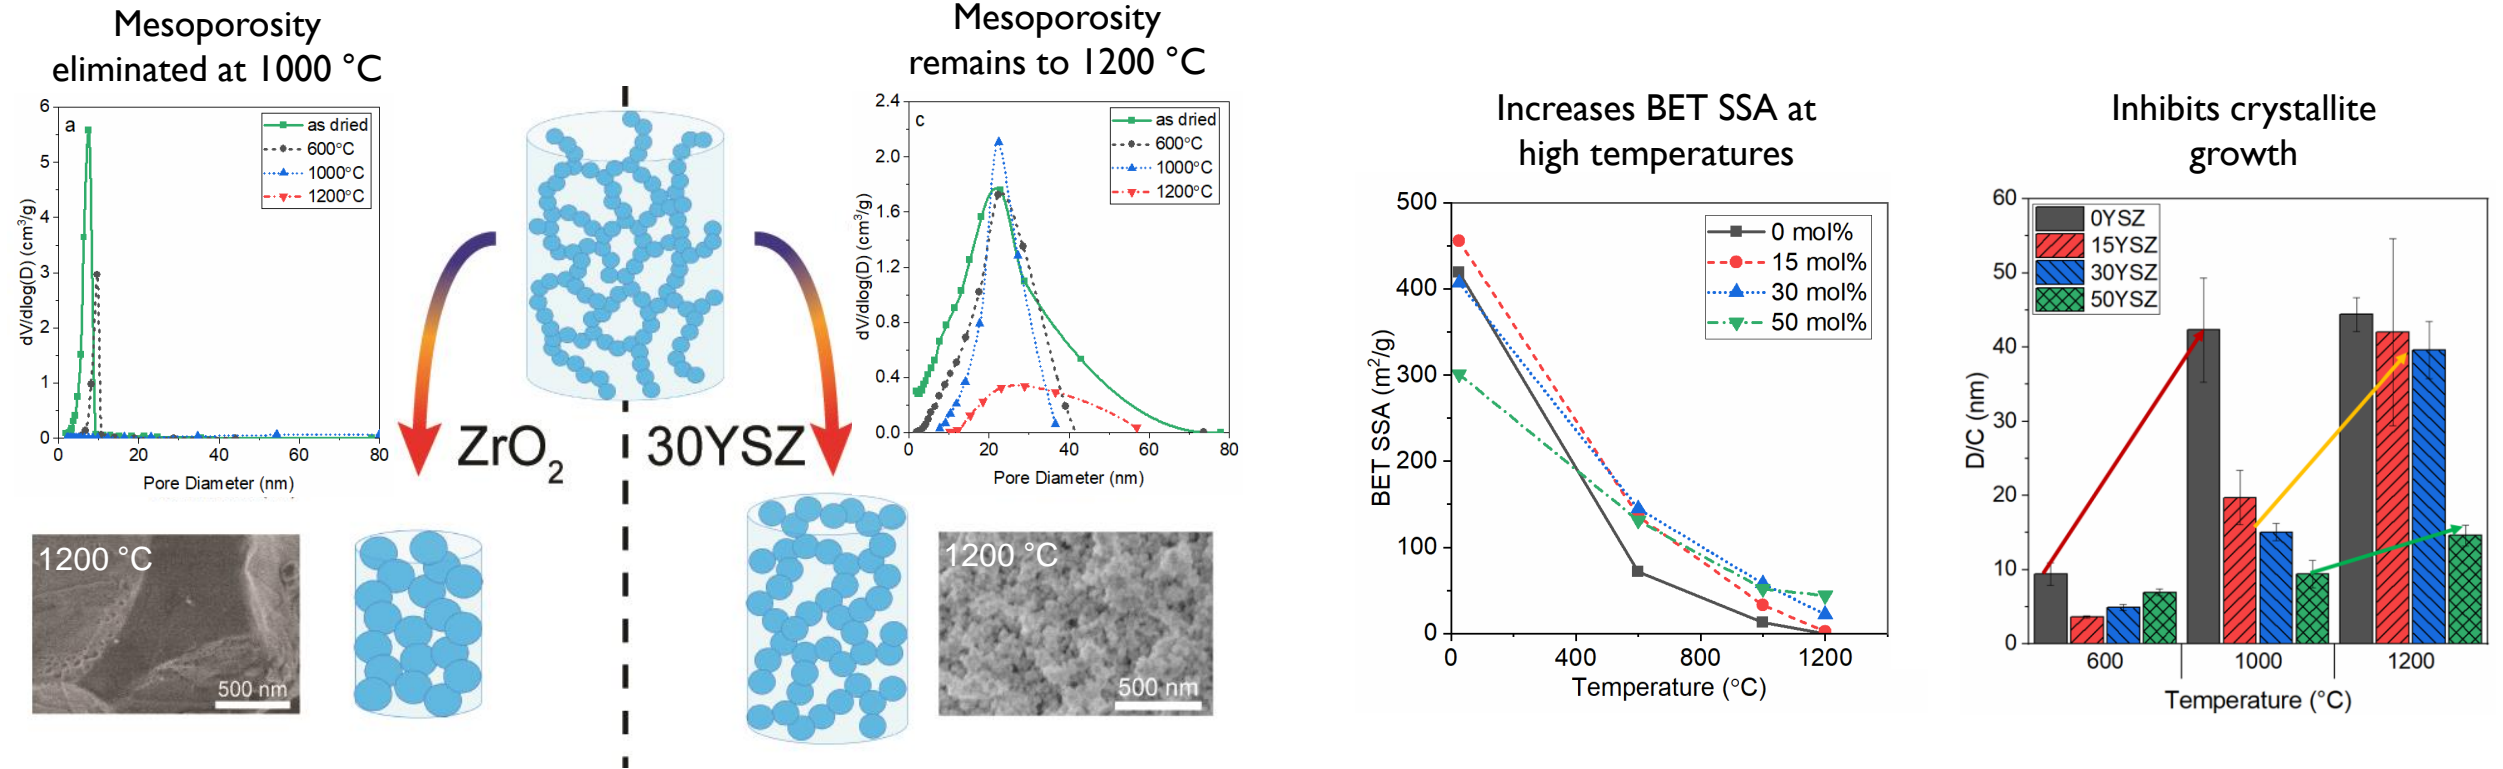 Mesoporosity
eliminated at 1000 °C
6
5
4
3
2
1
0
dV/dlog(D) (cm³/g)
a
as dried
600°C
1000°C
1200°C
0 20 40 60 80
Pore Diameter (nm)
1200 °C
500 nm
ZrO₂
30YSZ
Mesoporosity
remains to 1200 °C
2.4
2.0
1.6
1.2
0.8
0.4
0.0
dV/dlog(D) (cm³/g)
c
as dried
600°C
1000°C
1200°C
0 20 40 60 80
Pore Diameter (nm)
1200 °C
500 nm
Increases BET SSA at
high temperatures
500
400
300
200
100
0
BET SSA (m²/g)
0 mol%
15 mol%
30 mol%
50 mol%
0 400 800 1200
Temperature (°C)
Inhibits crystallite
growth
60
50
40
30
20
10
0
D/C (nm)
0YSZ
15YSZ
30YSZ
50YSZ
600 1000 1200
Temperature (°C)